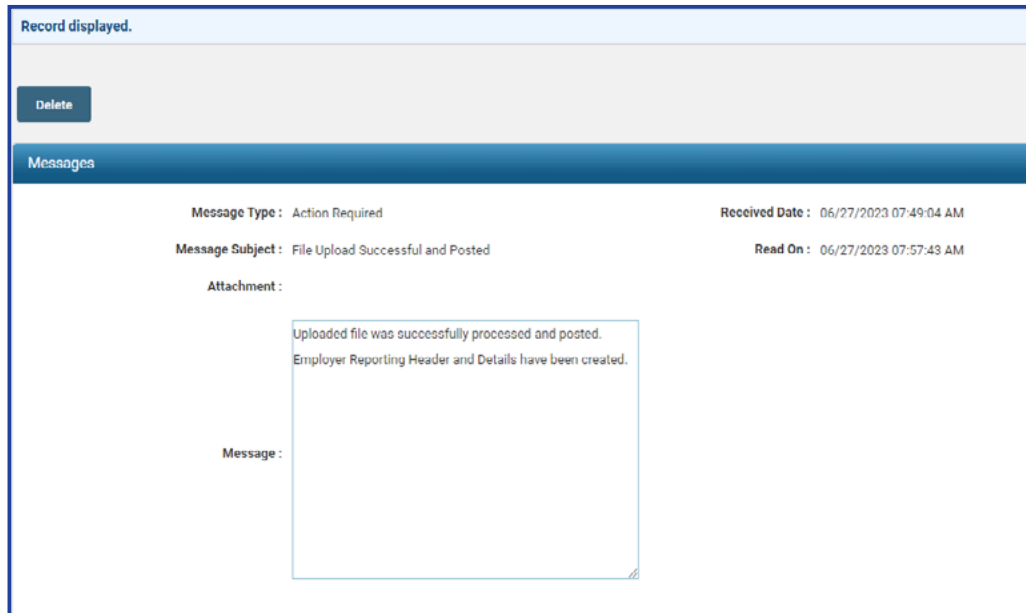 Record displayed.
Delete
Messages
Message Type : Action Required Received Date : 06/27/2023 07:49:04 AM
Message Subject : File Upload Successful and Posted Read On : 06/27/2023 07:57:43 AM
Attachment :
Uploaded file was successfully processed and posted.
Employer Reporting Header and Details have been created.
Message :